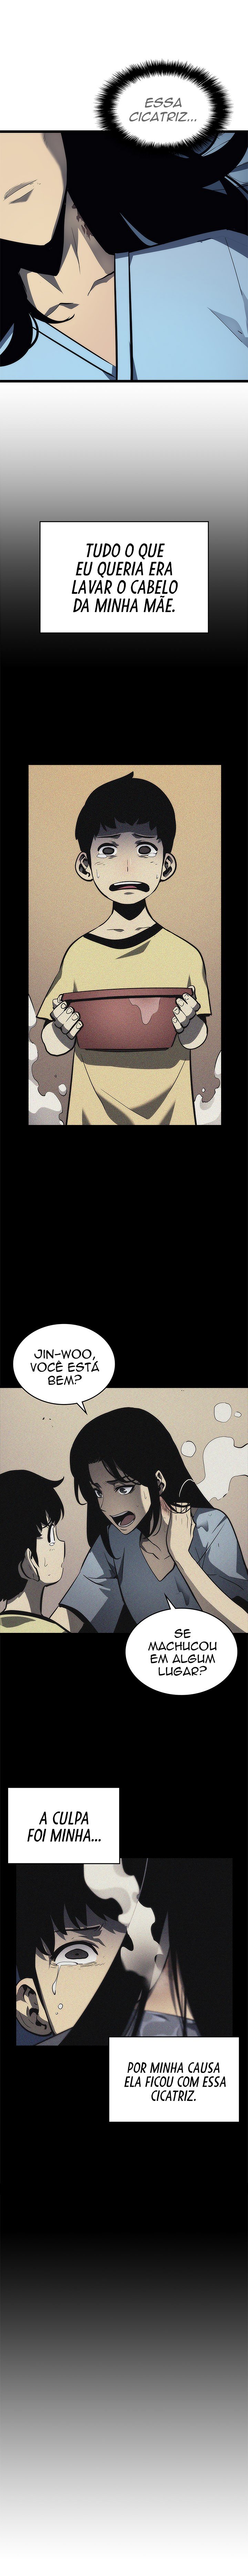 ESSA
CICATRIZ...
TUDO O QUE
EU QUERIA ERA
LAVAR O CABELO
DA MINHA MÃE.
JIN-WOO,
VOCÊ ESTÁ
BEM?
SE
MACHUCOU
EM ALGUM
LUGAR?
A CULPA
FOI MINHA...
POR MINHA CAUSA
ELA FICOU COM ESSA
CICATRIZ.